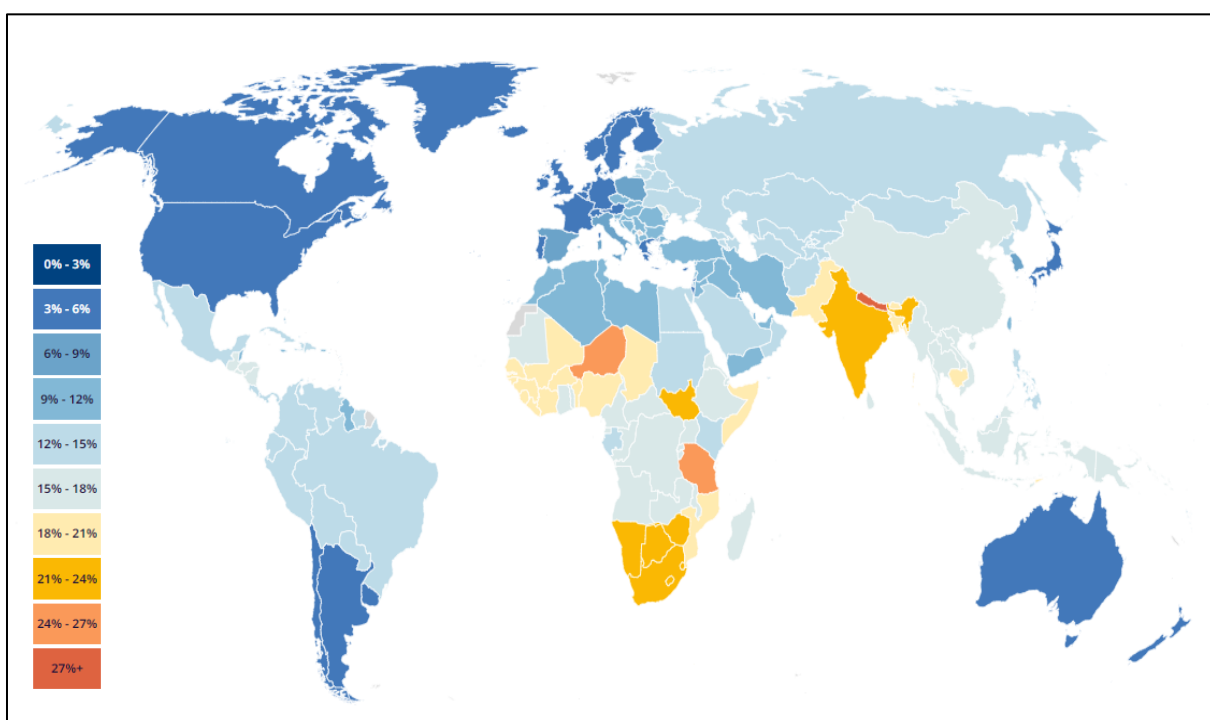 0% - 3%
3% - 6%
6% - 9%
9% - 12%
12% - 15%
15% - 18%
18% - 21%
21% - 24%
24% - 27%
27%+